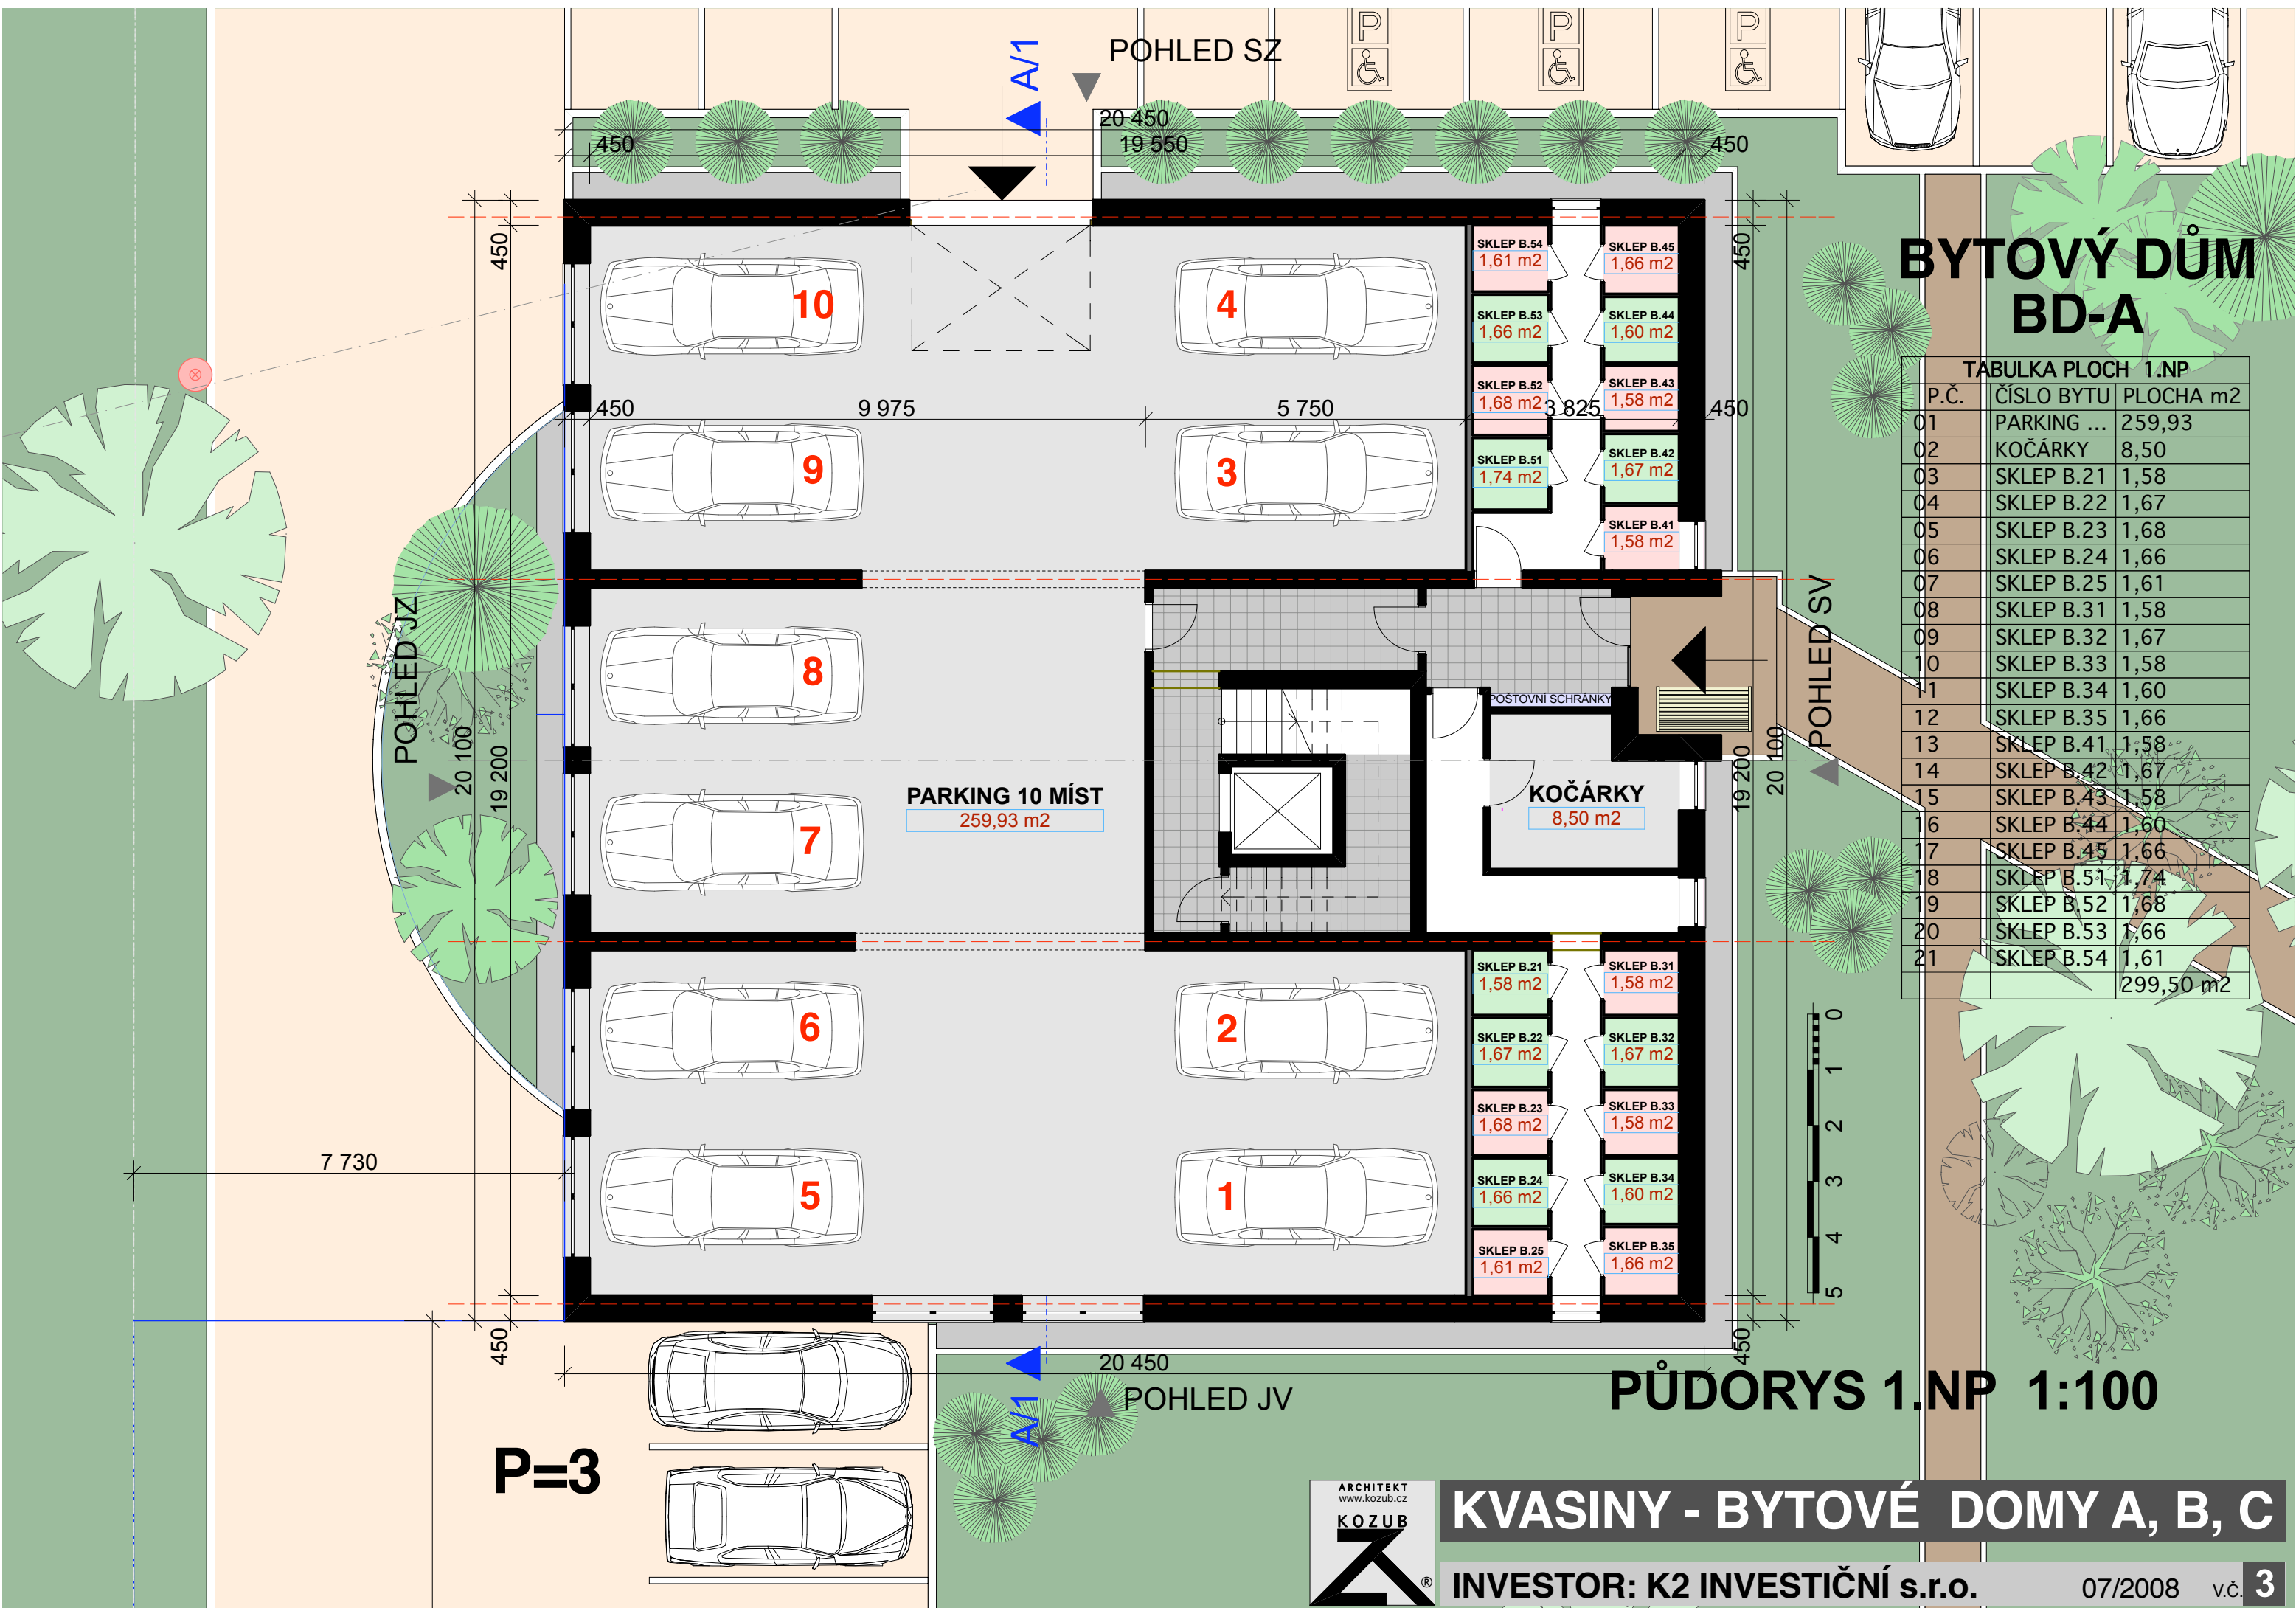 P
P
P
POHLED SZ
A/1
20 450
450
19 550
450
450
450
BYTOVÝ DŮM
BD-A
10
4
9
3
8
7
6
2
5
1
SKLEP B.54
1,61 m2
SKLEP B.45
1,66 m2
SKLEP B.53
1,66 m2
SKLEP B.44
1,60 m2
SKLEP B.52
1,68 m2
SKLEP B.43
1,58 m2
SKLEP B.51
1,74 m2
SKLEP B.42
1,67 m2
SKLEP B.41
1,58 m2
450
9 975
5 750
3 825
450
TABULKA PLOCH 1.NP
P.Č. ČÍSLO BYTU PLOCHA m2
01 PARKING ... 259,93
02 KOČÁRKY 8,50
03 SKLEP B.21 1,58
04 SKLEP B.22 1,67
05 SKLEP B.23 1,68
06 SKLEP B.24 1,66
07 SKLEP B.25 1,61
08 SKLEP B.31 1,58
09 SKLEP B.32 1,67
10 SKLEP B.33 1,58
11 SKLEP B.34 1,60
12 SKLEP B.35 1,66
13 SKLEP B.41 1,58
14 SKLEP B.42 1,67
15 SKLEP B.43 1,58
16 SKLEP B.44 1,60
17 SKLEP B.45 1,66
18 SKLEP B.51 1,74
19 SKLEP B.52 1,68
20 SKLEP B.53 1,66
21 SKLEP B.54 1,61
299,50 m2
POHLED JZ
20 100
19 200
POHLED SV
19 200
20 100
POŠTOVNÍ SCHRÁNKY
PARKING 10 MÍST
259,93 m2
KOČÁRKY
8,50 m2
SKLEP B.21
1,58 m2
SKLEP B.31
1,58 m2
SKLEP B.22
1,67 m2
SKLEP B.32
1,67 m2
SKLEP B.23
1,68 m2
SKLEP B.33
1,58 m2
SKLEP B.24
1,66 m2
SKLEP B.34
1,60 m2
SKLEP B.25
1,61 m2
SKLEP B.35
1,66 m2
0
1
2
3
4
5
7 730
450
450
20 450
A/1
POHLED JV
PŮDORYS 1.NP 1:100
P=3
ARCHITEKT
www.kozub.cz
KOZUB
®
KVASINY - BYTOVÉ DOMY A, B, C
INVESTOR: K2 INVESTIČNÍ s.r.o. 07/2008 V.Č. 3